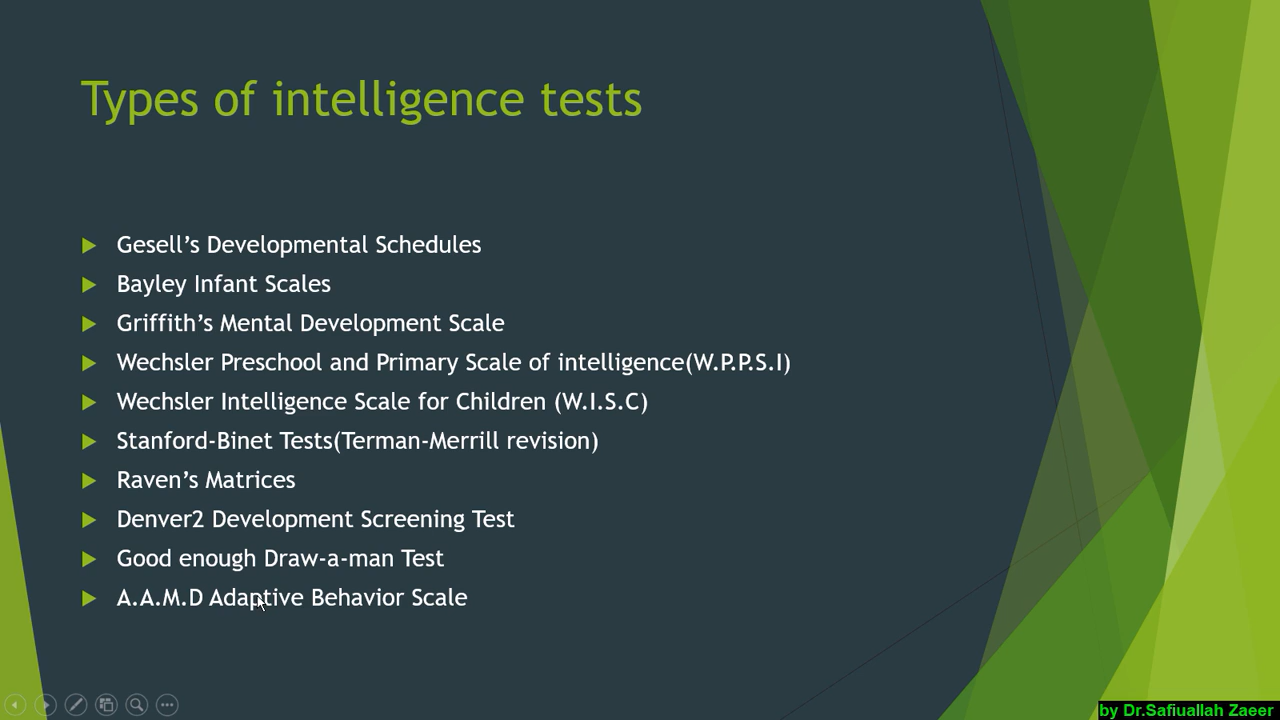 Types of intelligence tests
Gesell’s Developmental Schedules
Bayley Infant Scales
Griffith’s Mental Development Scale
Wechsler Preschool and Primary Scale of intelligence(W.P.P.S.I)
Wechsler Intelligence Scale for Children (W.I.S.C)
Stanford-Binet Tests(Terman-Merrill revision)
Raven’s Matrices
Denver2 Development Screening Test
Good enough Draw-a-man Test
A.A.M.D Adaptive Behavior Scale
by Dr.Safiuallah Zaeer